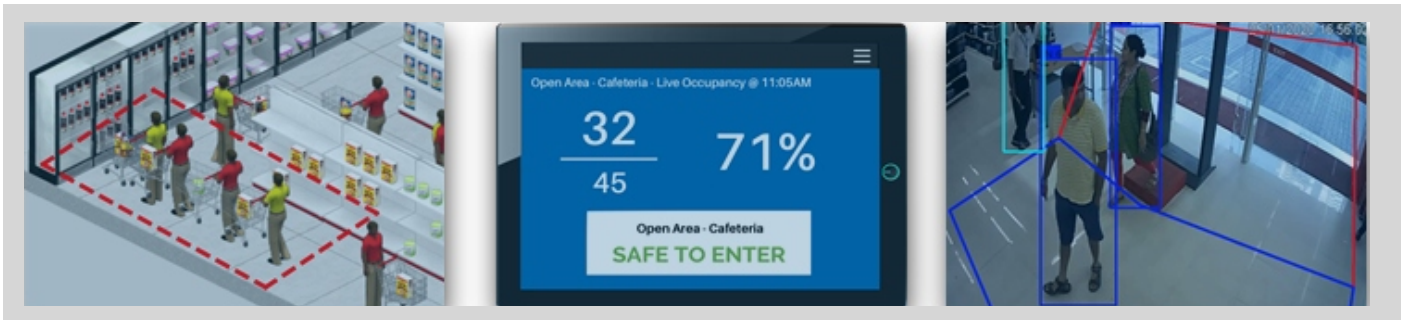 Open Area - Cafeteria - Live Occupancy @ 11:05AM
32
45
71%
Open Area - Cafeteria
SAFE TO ENTER